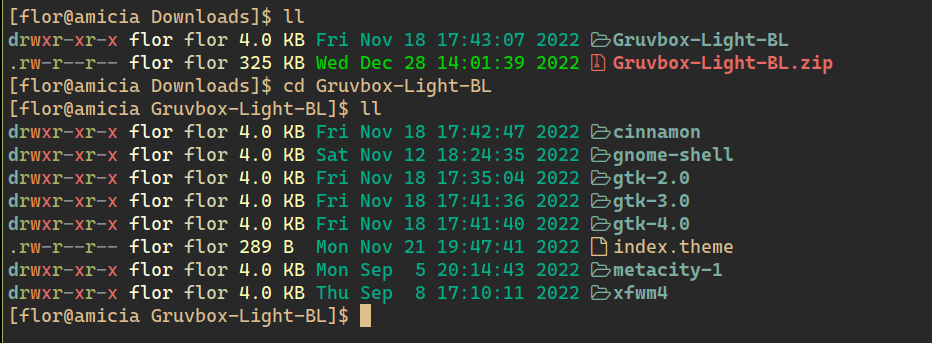 [flor@amicia Downloads]$ ll
drwxr-xr-x flor flor 4.0 KB Fri Nov 18 17:43:07 2022 Gruvbox-Light-BL
.rw-r--r-- flor flor 325 KB Wed Dec 28 14:01:39 2022 Gruvbox-Light-BL.zip
[flor@amicia Downloads]$ cd Gruvbox-Light-BL
[flor@amicia Gruvbox-Light-BL]$ ll
drwxr-xr-x flor flor 4.0 KB Fri Nov 18 17:42:47 2022 cinnamon
drwxr-xr-x flor flor 4.0 KB Sat Nov 12 18:24:35 2022 gnome-shell
drwxr-xr-x flor flor 4.0 KB Fri Nov 18 17:35:04 2022 gtk-2.0
drwxr-xr-x flor flor 4.0 KB Fri Nov 18 17:41:36 2022 gtk-3.0
drwxr-xr-x flor flor 4.0 KB Fri Nov 18 17:41:40 2022 gtk-4.0
.rw-r--r-- flor flor 289 B  Mon Nov 21 19:47:41 2022 index.theme
drwxr-xr-x flor flor 4.0 KB Mon Sep  5 20:14:43 2022 metacity-1
drwxr-xr-x flor flor 4.0 KB Thu Sep  8 17:10:11 2022 xfwm4
[flor@amicia Gruvbox-Light-BL]$